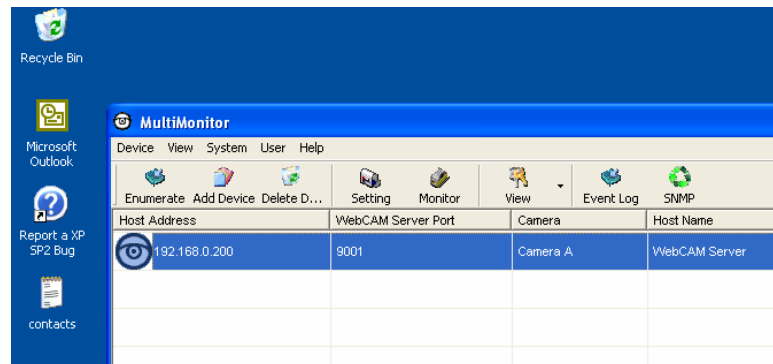 Recycle Bin
Microsoft
Outlook
Report a XP
SP2 Bug
contacts
MultiMonitor
Device View System User Help
Enumerate Add Device Delete D... Setting Monitor View Event Log SNMP
Host Address WebCAM Server Port Camera Host Name
192.168.0.200 9001 Camera A WebCAM Server